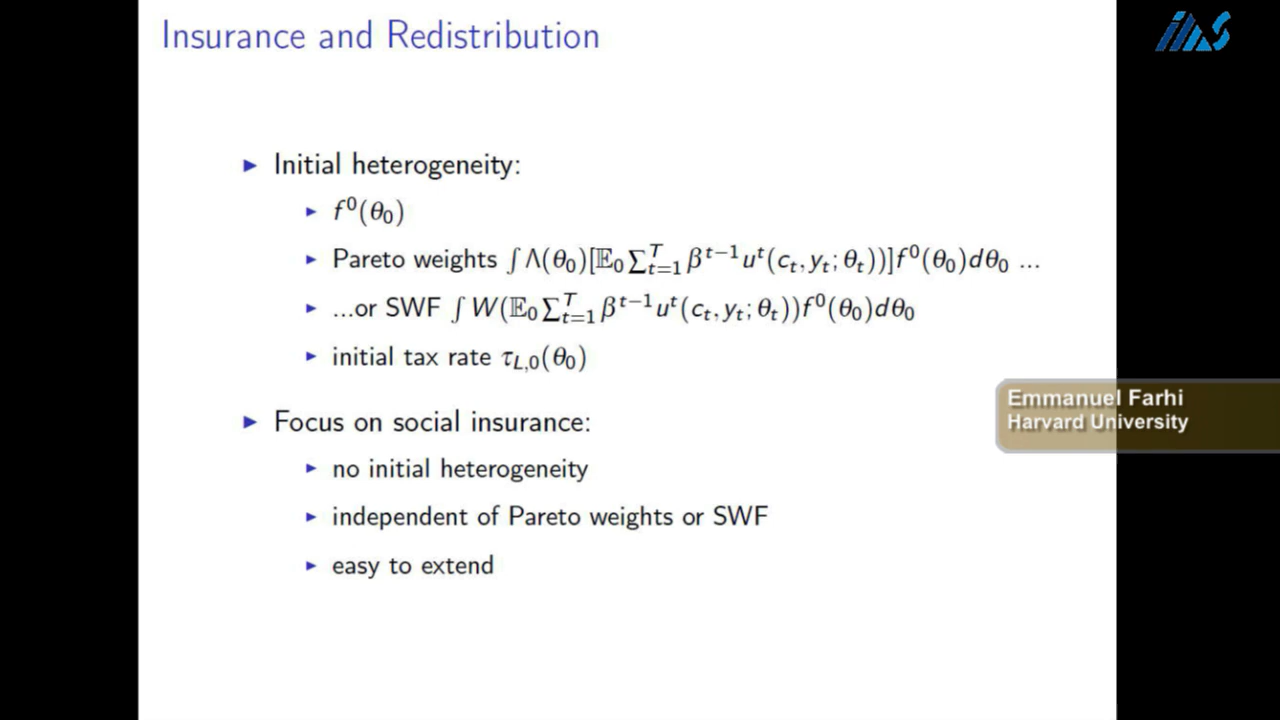 Insurance and Redistribution
▶ Initial heterogeneity:
▶ f⁰(θ₀)
▶ Pareto weights ∫ Λ(θ₀)[𝔼₀ ∑ᵀₜ₌₁ βᵗ⁻¹uᵗ(cₜ, yₜ; θₜ))]f⁰(θ₀)dθ₀ ...
▶ ...or SWF ∫ W(𝔼₀ ∑ᵀₜ₌₁ βᵗ⁻¹uᵗ(cₜ, yₜ; θₜ))f⁰(θ₀)dθ₀
▶ initial tax rate τ_{L,0}(θ₀)
▶ Focus on social insurance:
▶ no initial heterogeneity
▶ independent of Pareto weights or SWF
▶ easy to extend
Emmanuel Farhi
Harvard University